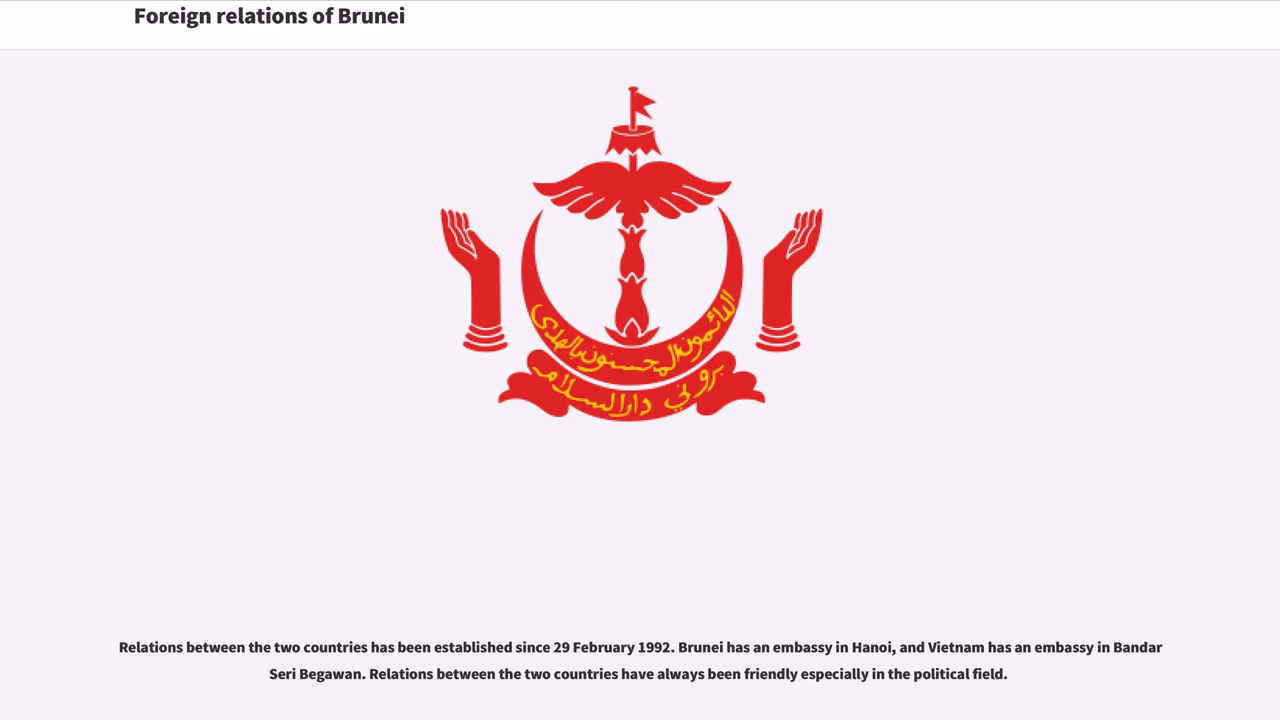 Foreign relations of Brunei
الدائمون المحسنون بالهدى
بروني دارالسلام
Relations between the two countries has been established since 29 February 1992. Brunei has an embassy in Hanoi, and Vietnam has an embassy in Bandar
Seri Begawan. Relations between the two countries have always been friendly especially in the political field.